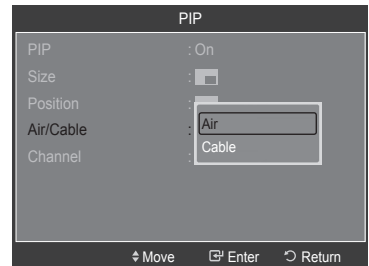 PIP
PIP : On
Size :
Position :
Air/Cable : Air
Cable
Channel :
Move Enter Return